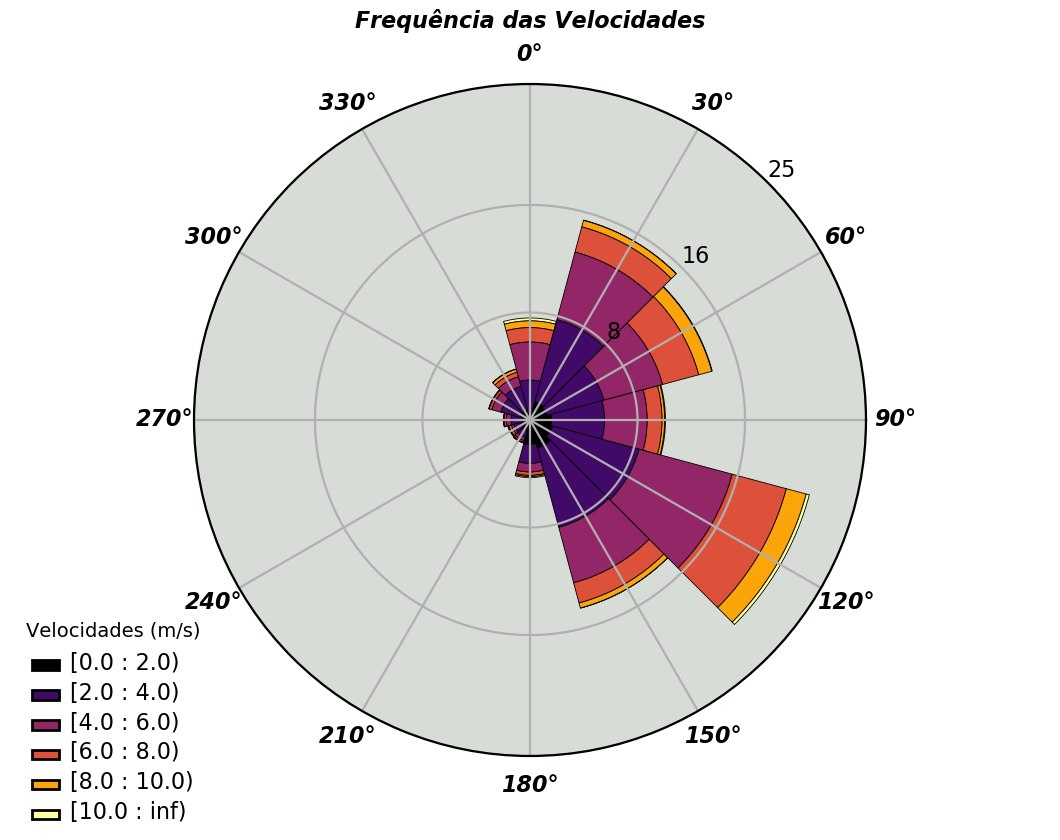 Frequência das Velocidades
0°
30°
60°
90°
120°
150°
180°
210°
240°
270°
300°
330°
8
16
25
Velocidades (m/s)
[0.0 : 2.0)
[2.0 : 4.0)
[4.0 : 6.0)
[6.0 : 8.0)
[8.0 : 10.0)
[10.0 : inf)